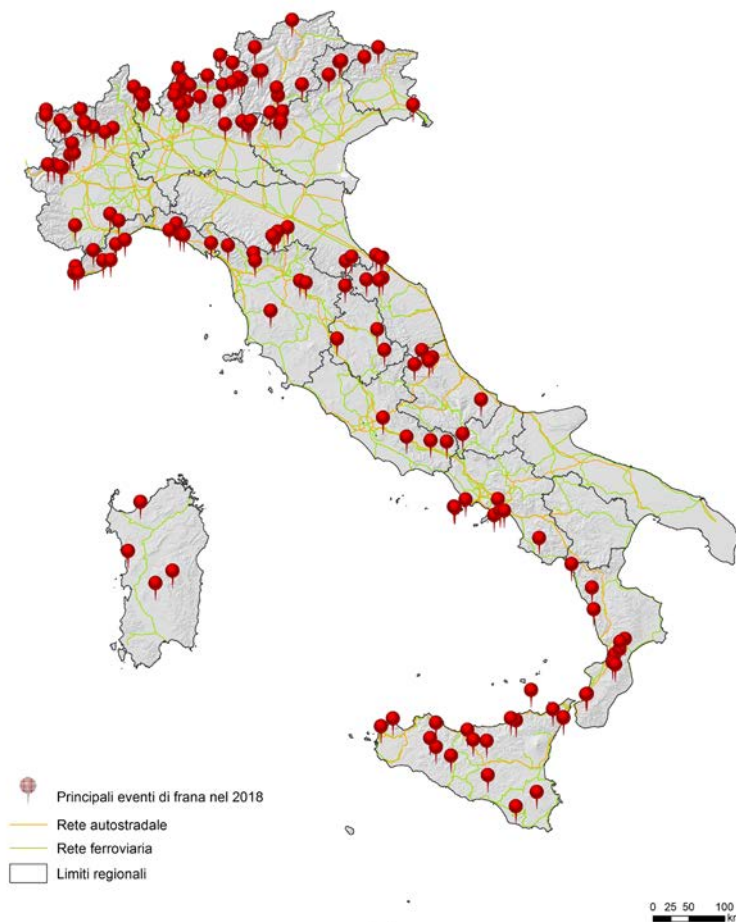 Principali eventi di frana nel 2018
Rete autostradale
Rete ferroviaria
Limiti regionali
0 25 50 100